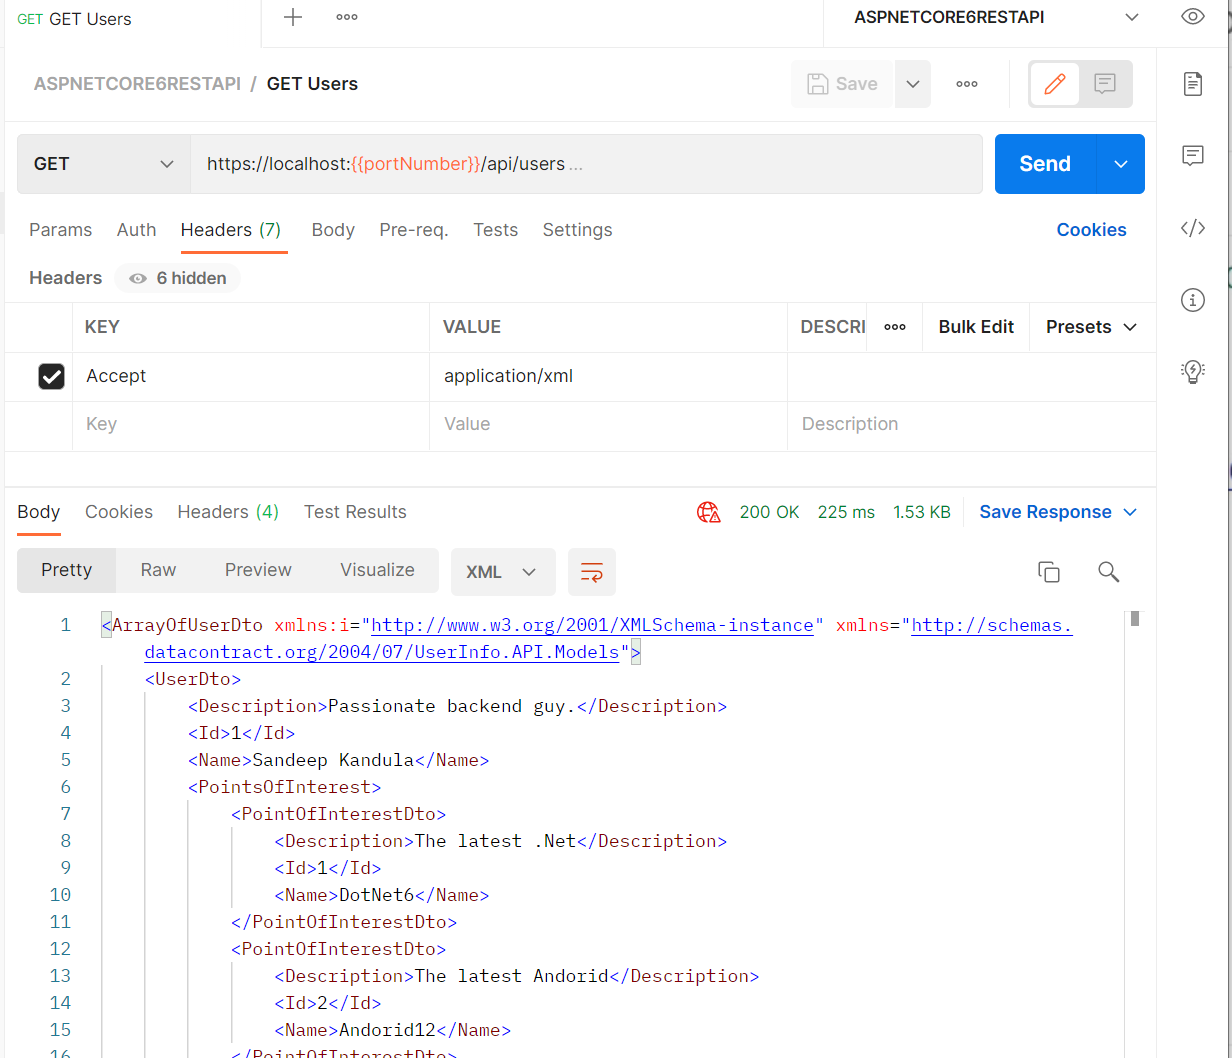 GET GET Users
ASPNETCORE6RESTAPI
ASPNETCORE6RESTAPI / GET Users
Save
GET
https://localhost:{{portNumber}}/api/users ...
Send
Params Auth Headers (7) Body Pre-req. Tests Settings Cookies
Headers 6 hidden
KEY VALUE DESCRI Bulk Edit Presets
Accept application/xml
Key Value Description
Body Cookies Headers (4) Test Results 200 OK 225 ms 1.53 KB Save Response
Pretty Raw Preview Visualize XML
1 <ArrayOfUserDto xmlns:i="http://www.w3.org/2001/XMLSchema-instance" xmlns="http://schemas.
datacontract.org/2004/07/UserInfo.API.Models">
2 <UserDto>
3 <Description>Passionate backend guy.</Description>
4 <Id>1</Id>
5 <Name>Sandeep Kandula</Name>
6 <PointsOfInterest>
7 <PointOfInterestDto>
8 <Description>The latest .Net</Description>
9 <Id>1</Id>
10 <Name>DotNet6</Name>
11 </PointOfInterestDto>
12 <PointOfInterestDto>
13 <Description>The latest Andorid</Description>
14 <Id>2</Id>
15 <Name>Andorid12</Name>
16 </PointOfInterestDto>